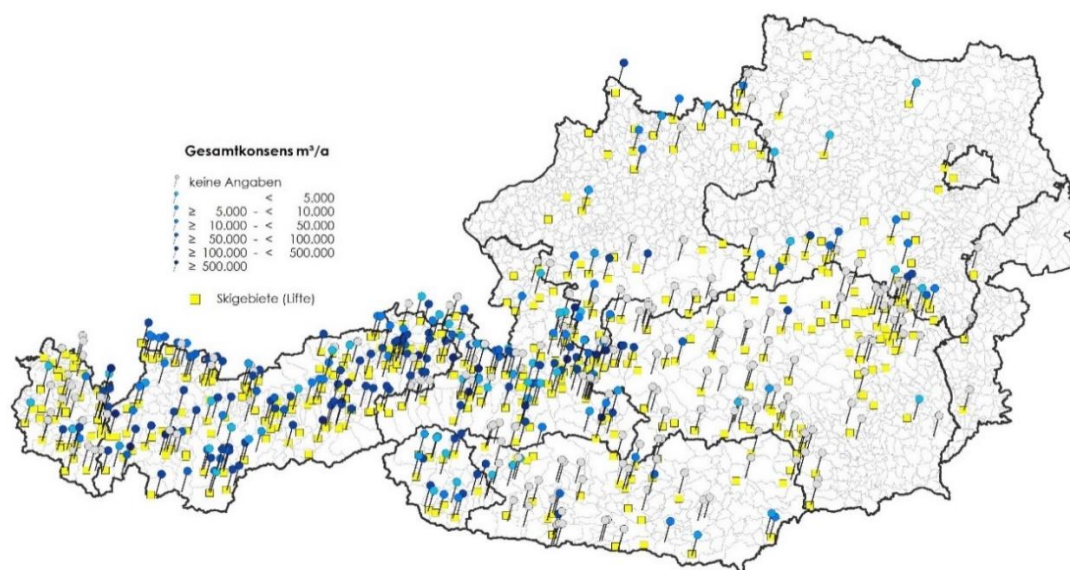 Gesamtkonsens m³/a
keine Angaben
< 5.000
≥ 5.000 - < 10.000
≥ 10.000 - < 50.000
≥ 50.000 - < 100.000
≥ 100.000 - < 500.000
≥ 500.000
Skigebiete (Lifte)